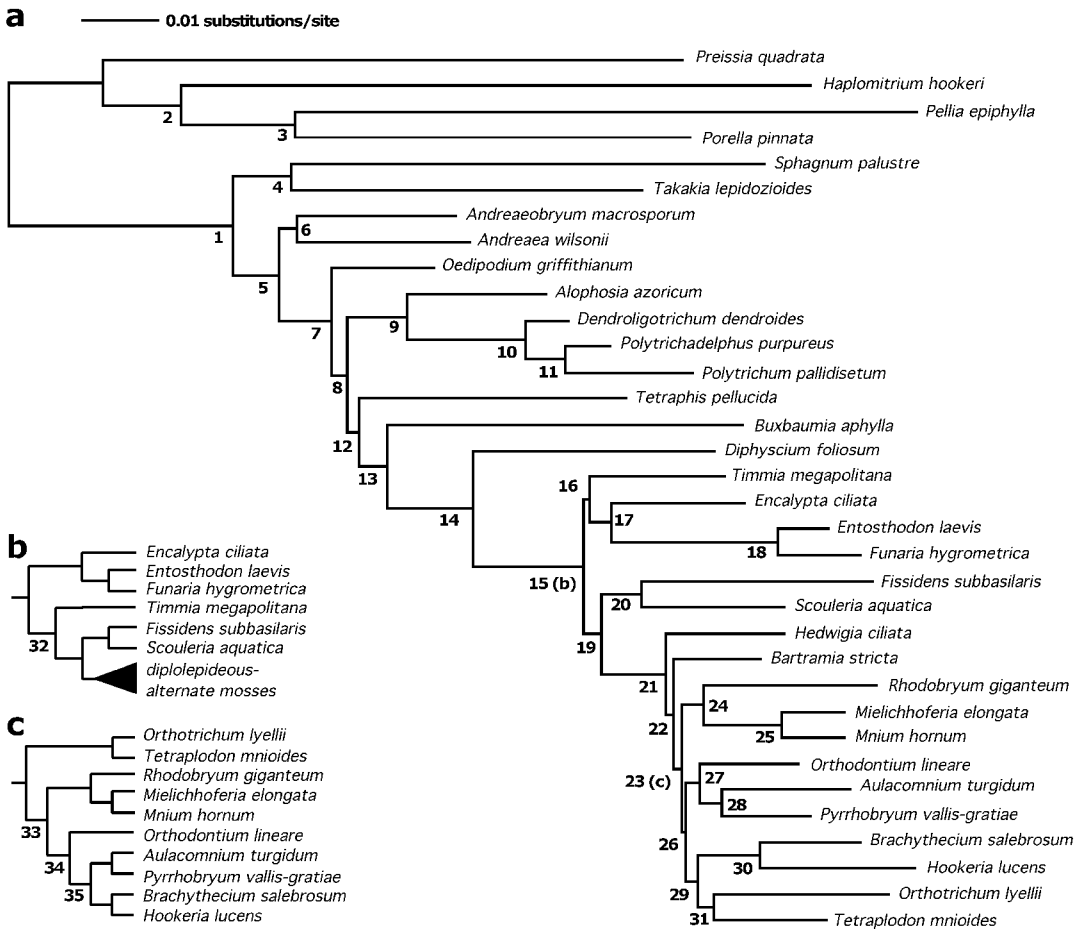 a
0.01 substitutions/site
Preissia quadrata
Haplomitrium hookeri
2
Pellia epiphylla
3
Porella pinnata
Sphagnum palustre
4
Takakia lepidozioides
Andreaeobryum macrosporum
6
1
Andreaea wilsonii
Oedipodium griffithianum
5
Alophosia azoricum
9
7
Dendroligotrichum dendroides
10
Polytrichadelphus purpureus
11
Polytrichum pallidisetum
8
Tetraphis pellucida
Buxbaumia aphylla
12
Diphyscium foliosum
13
Timmia megapolitana
16
Encalypta ciliata
14
17
Entosthodon laevis
18
Funaria hygrometrica
15 (b)
Fissidens subbasilaris
20
Scouleria aquatica
Hedwigia ciliata
19
Bartramia stricta
21
Rhodobryum giganteum
24
Mielichhoferia elongata
22
25
Mnium hornum
Orthodontium lineare
23 (c)
27
Aulacomnium turgidum
28
Pyrrhobryum vallis-gratiae
26
Brachythecium salebrosum
30
Hookeria lucens
29
Orthotrichum lyellii
31
Tetraplodon mnioides
b
Encalypta ciliata
Entosthodon laevis
Funaria hygrometrica
Timmia megapolitana
Fissidens subbasilaris
32
Scouleria aquatica
diplolepideous-
alternate mosses
c
Orthotrichum lyellii
Tetraplodon mnioides
Rhodobryum giganteum
Mielichhoferia elongata
Mnium hornum
33
Orthodontium lineare
Aulacomnium turgidum
34
Pyrrhobryum vallis-gratiae
35
Brachythecium salebrosum
Hookeria lucens